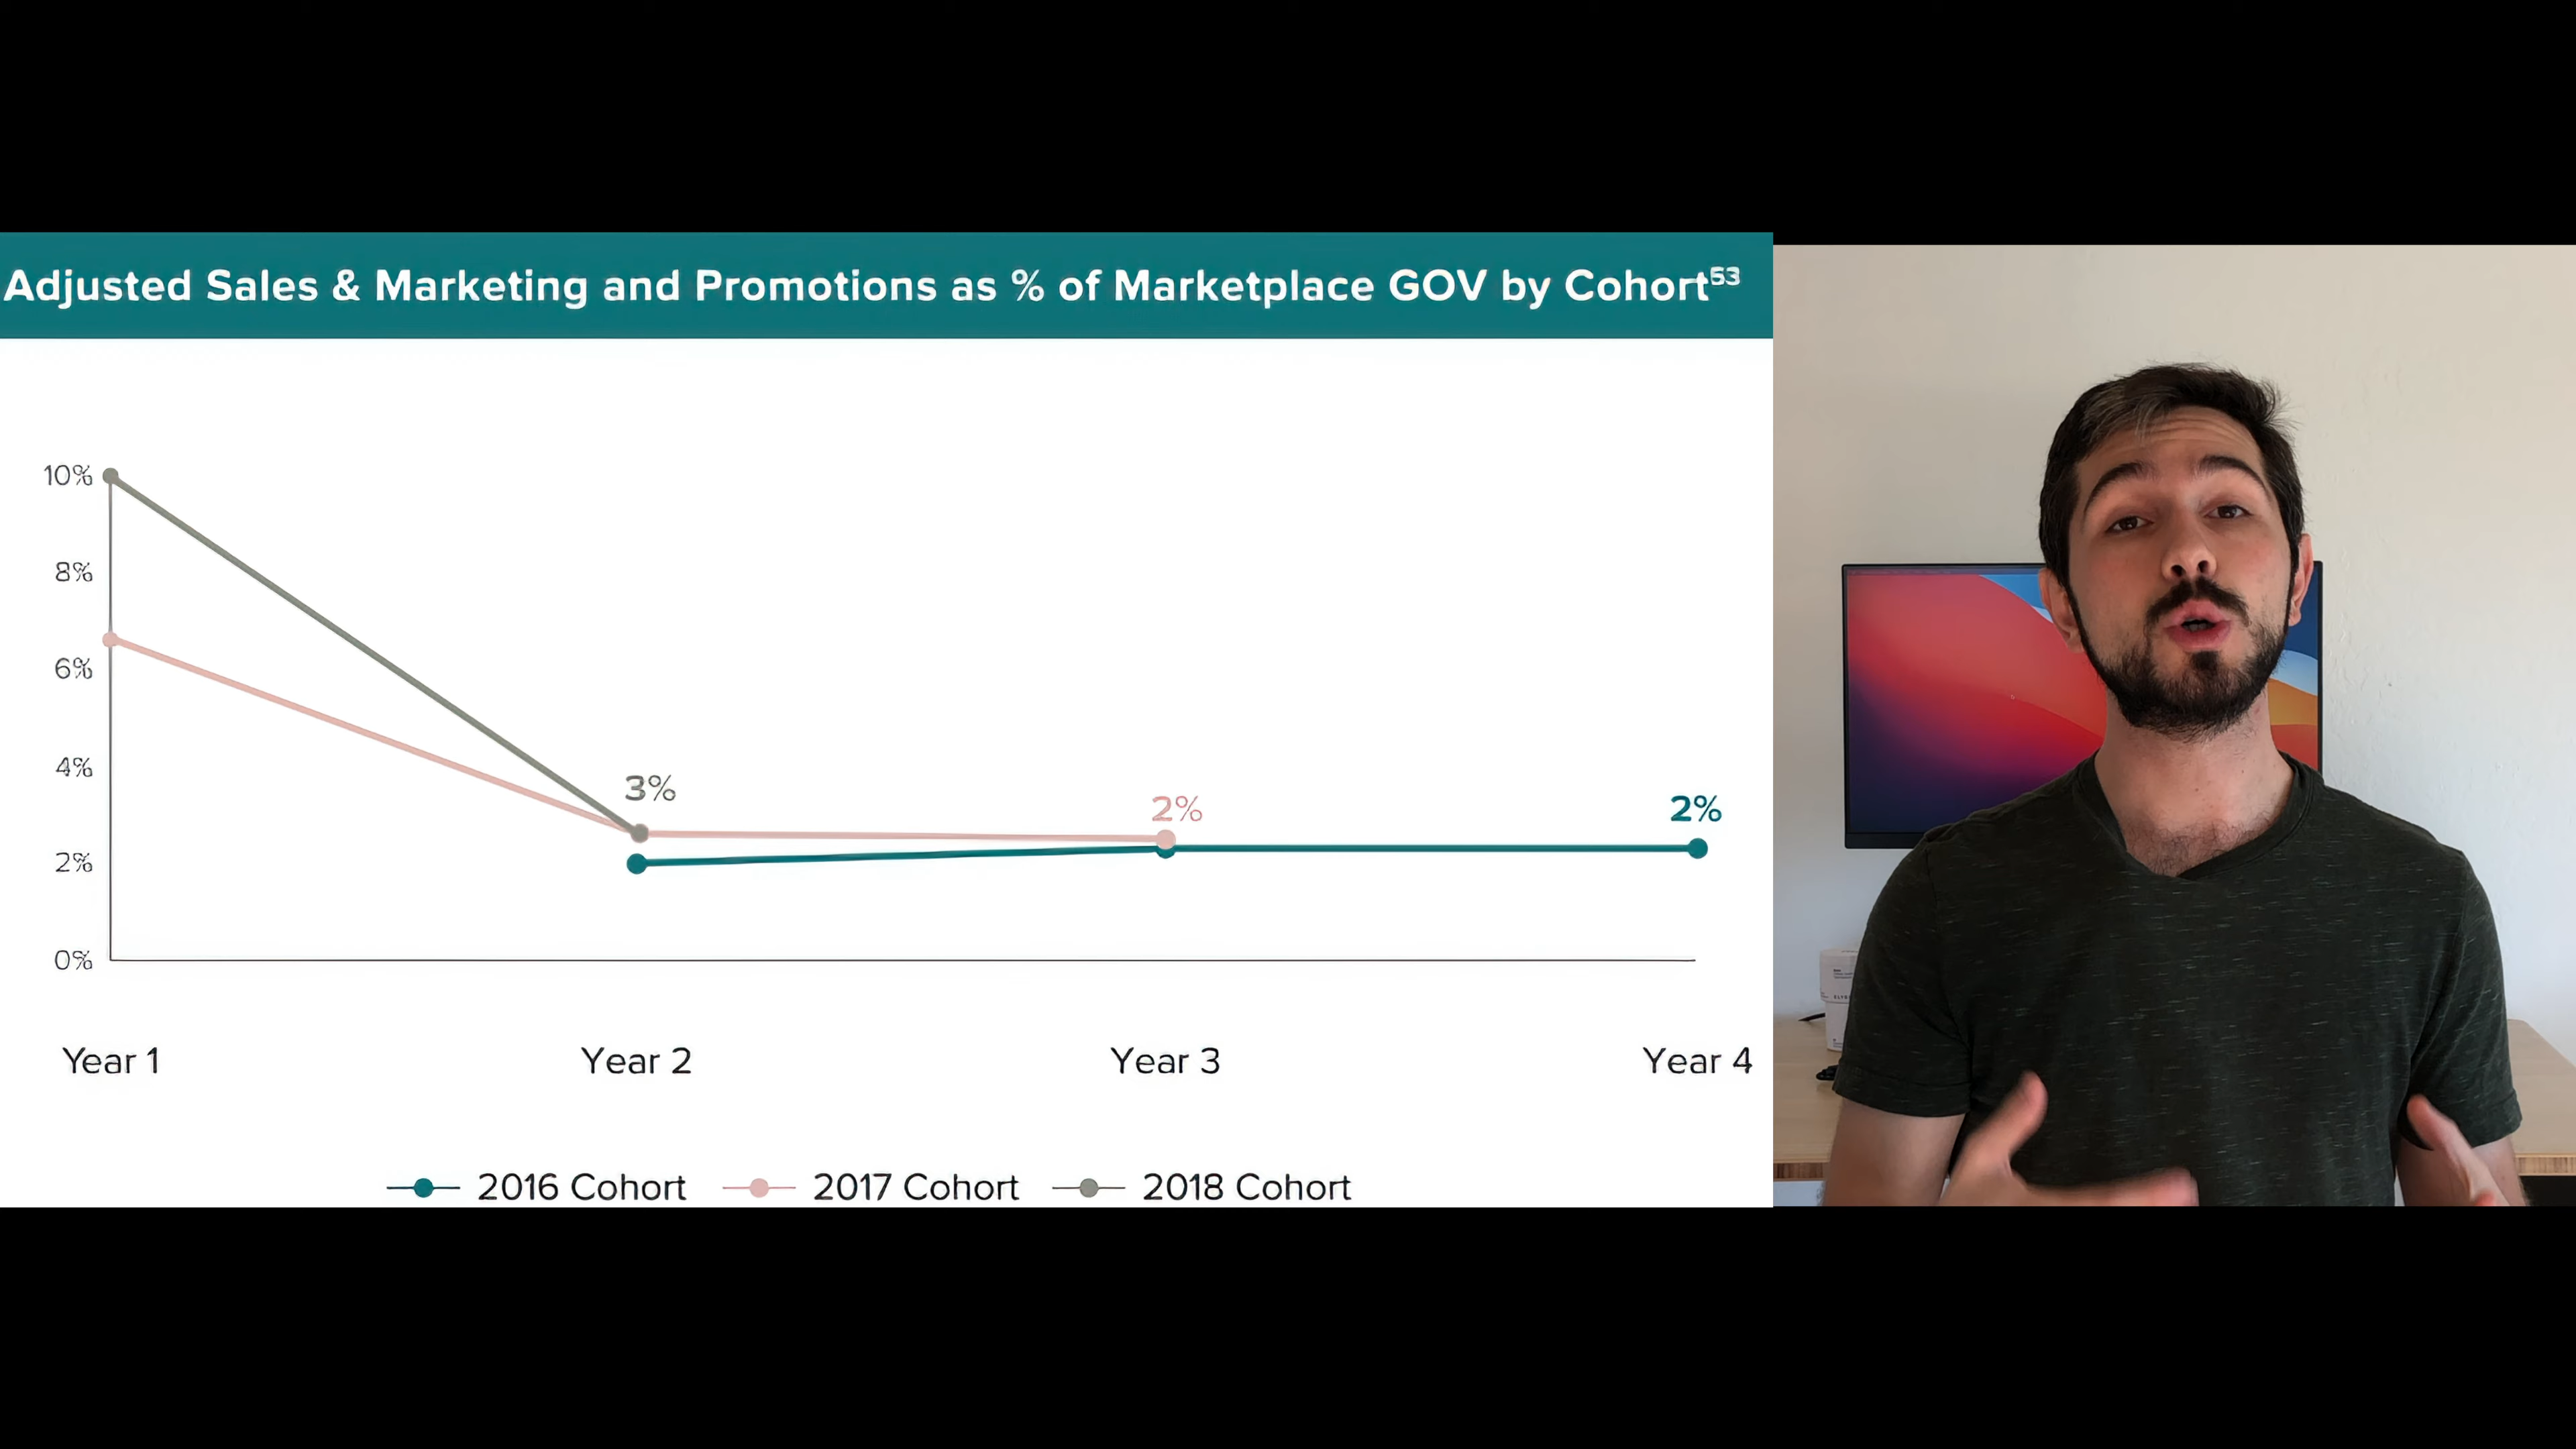 Adjusted Sales & Marketing and Promotions as % of Marketplace GOV by Cohort53
10%
8%
6%
4%
2%
0%
3%
2%
2%
Year 1
Year 2
Year 3
Year 4
2016 Cohort
2017 Cohort
2018 Cohort